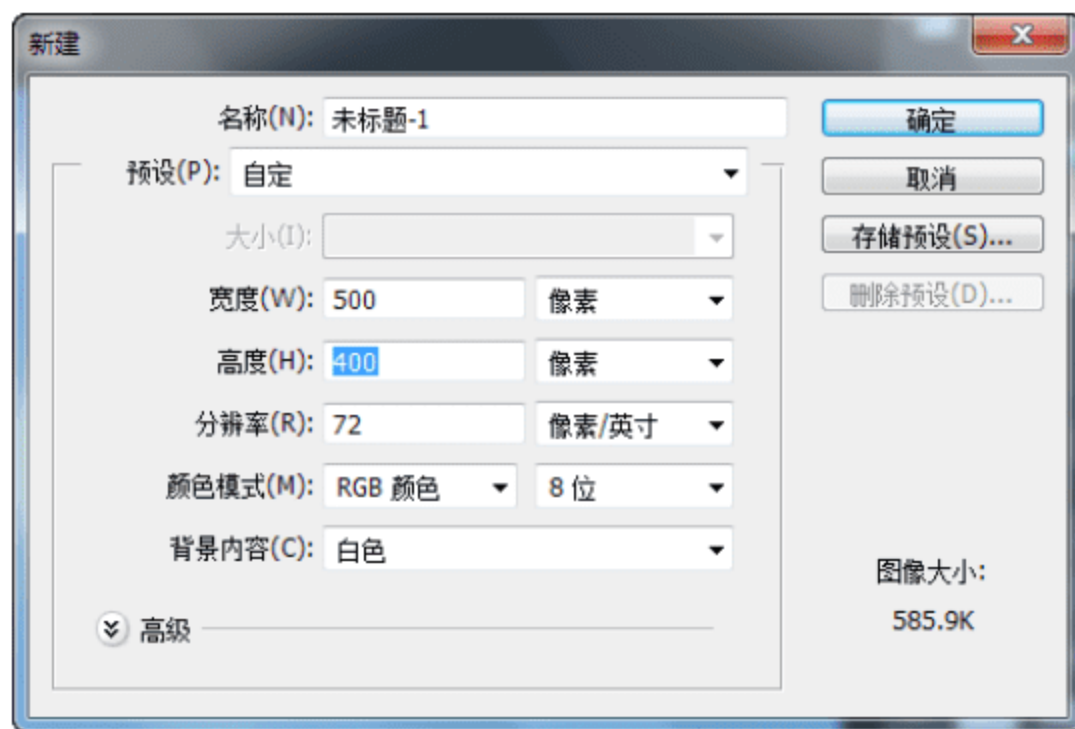 新建
名称(N): 未标题-1
确定
预设(P): 自定
取消
大小(I):
存储预设(S)...
宽度(W): 500 像素
删除预设(D)...
高度(H): 400 像素
分辨率(R): 72 像素/英寸
颜色模式(M): RGB 颜色 8 位
背景内容(C): 白色
图像大小:
585.9K
高级